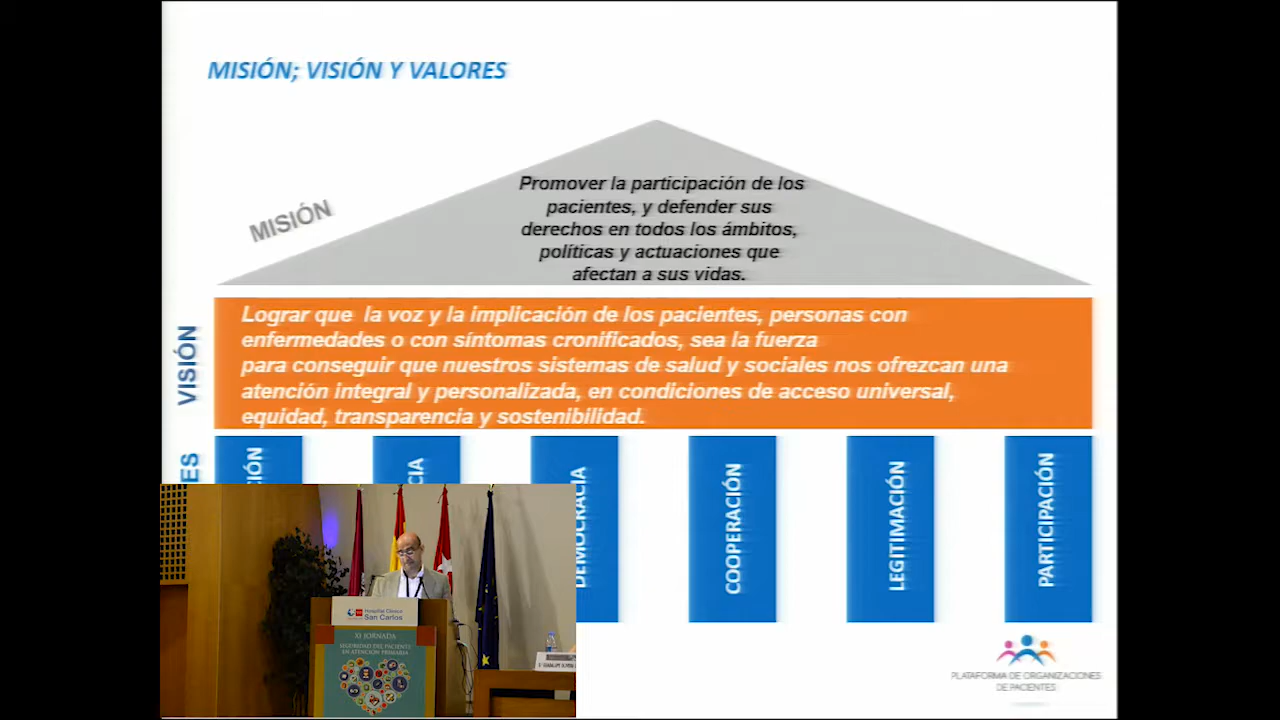 MISIÓN; VISIÓN Y VALORES
MISIÓN
Promover la participación de los
pacientes, y defender sus
derechos en todos los ámbitos,
políticas y actuaciones que
afectan a sus vidas.
VISIÓN
Lograr que la voz y la implicación de los pacientes, personas con
enfermedades o con síntomas cronificados, sea la fuerza
para conseguir que nuestros sistemas de salud y sociales nos ofrezcan una
atención integral y personalizada, en condiciones de acceso universal,
equidad, transparencia y sostenibilidad.
ES
IÓN
CIA
DEMOCRACIA
COOPERACIÓN
LEGITIMACIÓN
PARTICIPACIÓN
Hospital Clínico
San Carlos
XI JORNADA
SEGURIDAD DEL PACIENTE
EN ATENCIÓN PRIMARIA
PLATAFORMA DE ORGANIZACIONES
DE PACIENTES